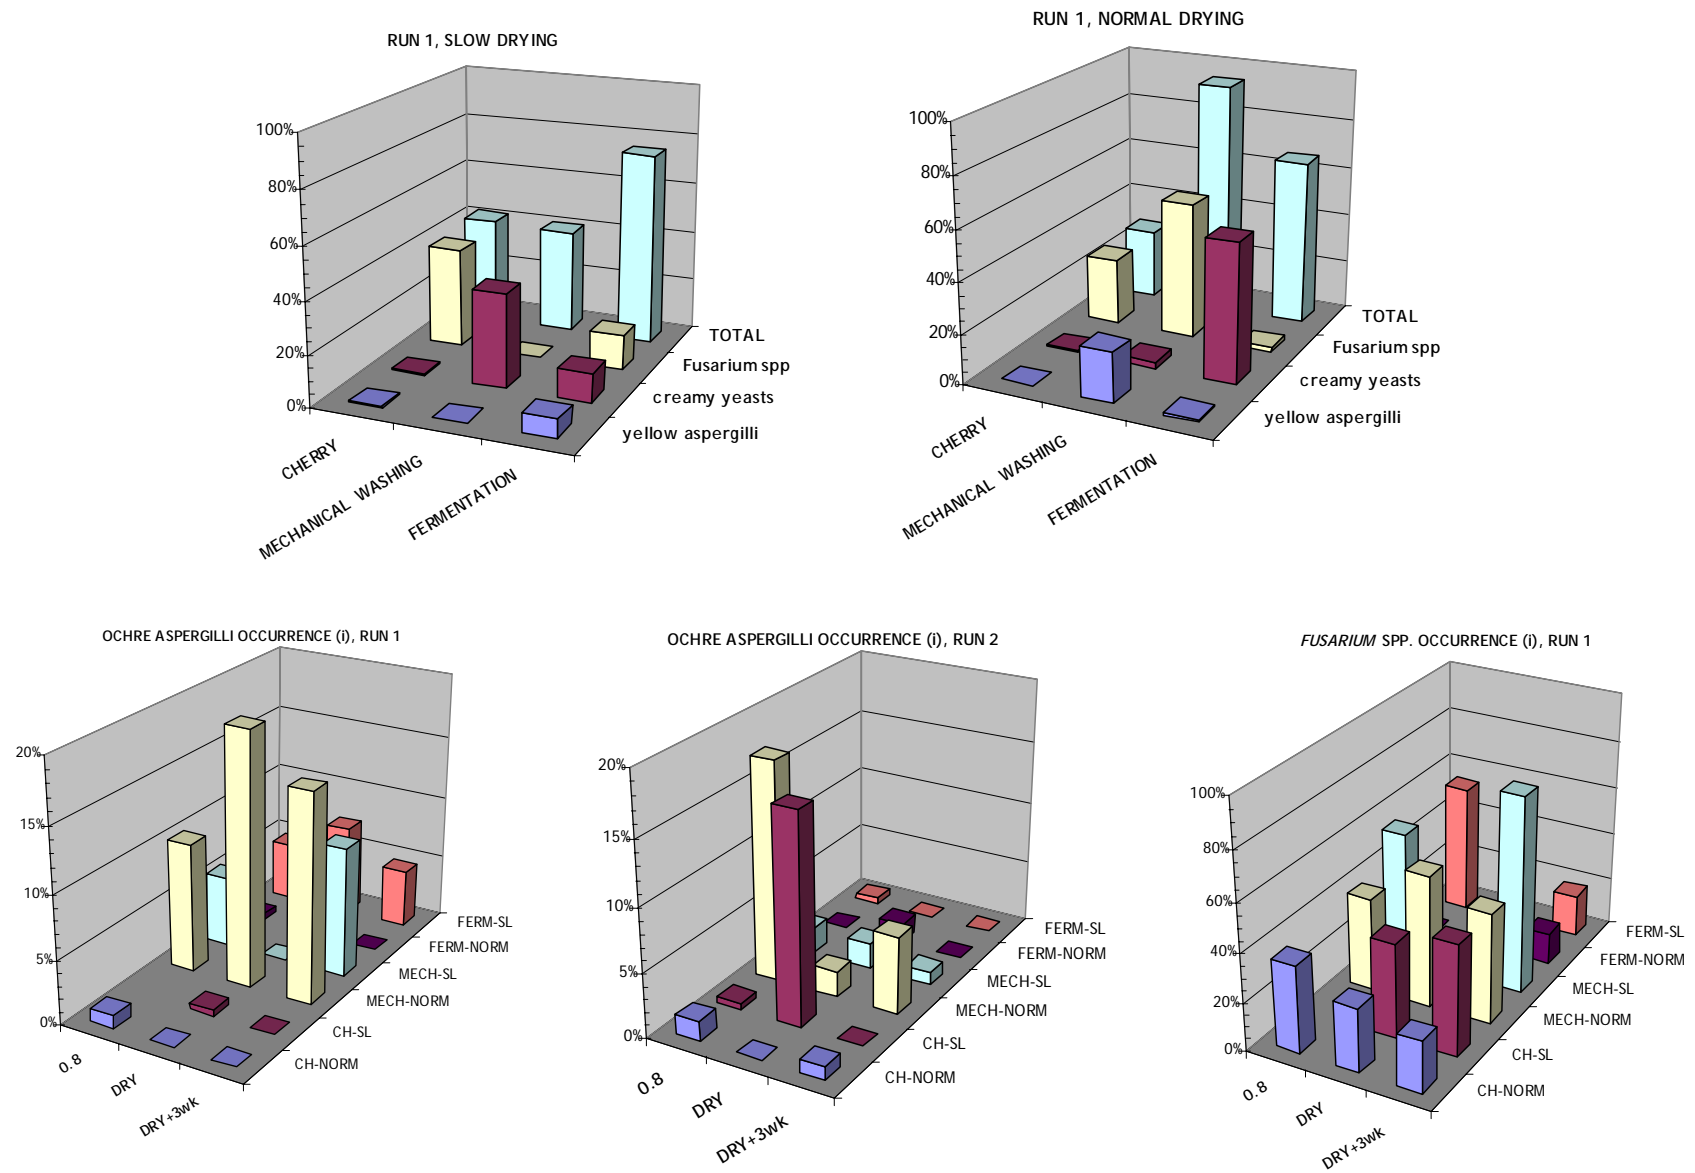 RUN 1, SLOW DRYING
100%
80%
60%
40%
20%
0%
CHERRY
MECHANICAL WASHING
FERMENTATION
TOTAL
Fusarium spp
creamy yeasts
yellow aspergilli
RUN 1, NORMAL DRYING
100%
80%
60%
40%
20%
0%
CHERRY
MECHANICAL WASHING
FERMENTATION
TOTAL
Fusarium spp
creamy yeasts
yellow aspergilli
OCHRE ASPERGILLI OCCURRENCE (i), RUN 1
20%
15%
10%
5%
0%
0.8
DRY
DRY+3wk
FERM-SL
FERM-NORM
MECH-SL
MECH-NORM
CH-SL
CH-NORM
OCHRE ASPERGILLI OCCURRENCE (i), RUN 2
20%
15%
10%
5%
0%
0.8
DRY
DRY+3wk
FERM-SL
FERM-NORM
MECH-SL
MECH-NORM
CH-SL
CH-NORM
FUSARIUM SPP. OCCURRENCE (i), RUN 1
100%
80%
60%
40%
20%
0%
0.8
DRY
DRY+3wk
FERM-SL
FERM-NORM
MECH-SL
MECH-NORM
CH-SL
CH-NORM